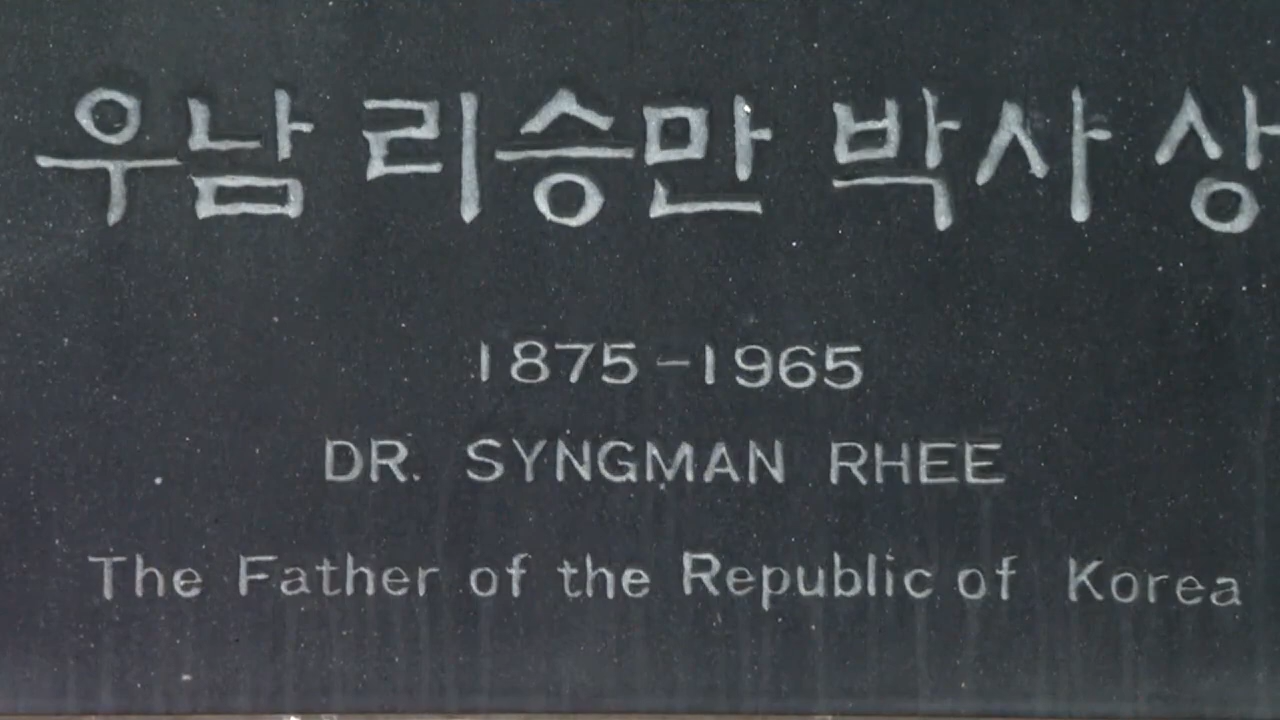 우남 리승만 박사 상
1875-1965
DR. SYNGMAN RHEE
The Father of the Republic of Korea